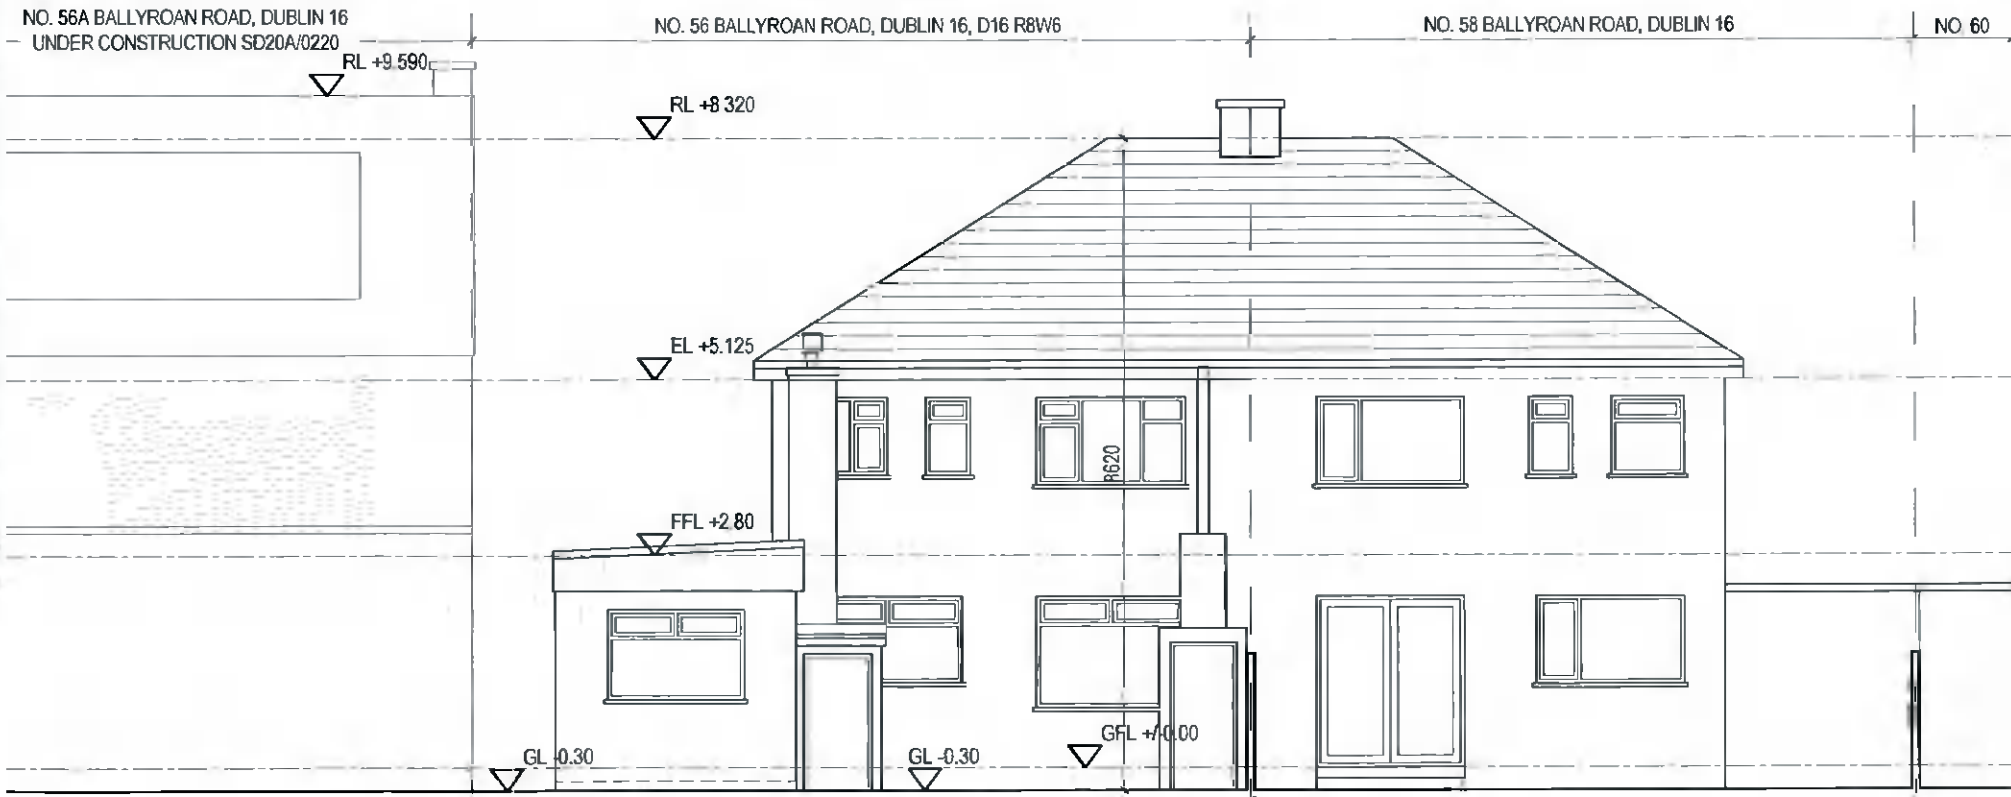 NO. 56A BALLYROAN ROAD, DUBLIN 16
UNDER CONSTRUCTION SD20A/0220
NO. 56 BALLYROAN ROAD, DUBLIN 16, D16 R8W6
NO. 58 BALLYROAN ROAD, DUBLIN 16
NO 60
RL +9.590
RL +8 320
EL +5.125
8620
FFL +2.80
GFL +/-0.00
GL -0.30
GL -0.30